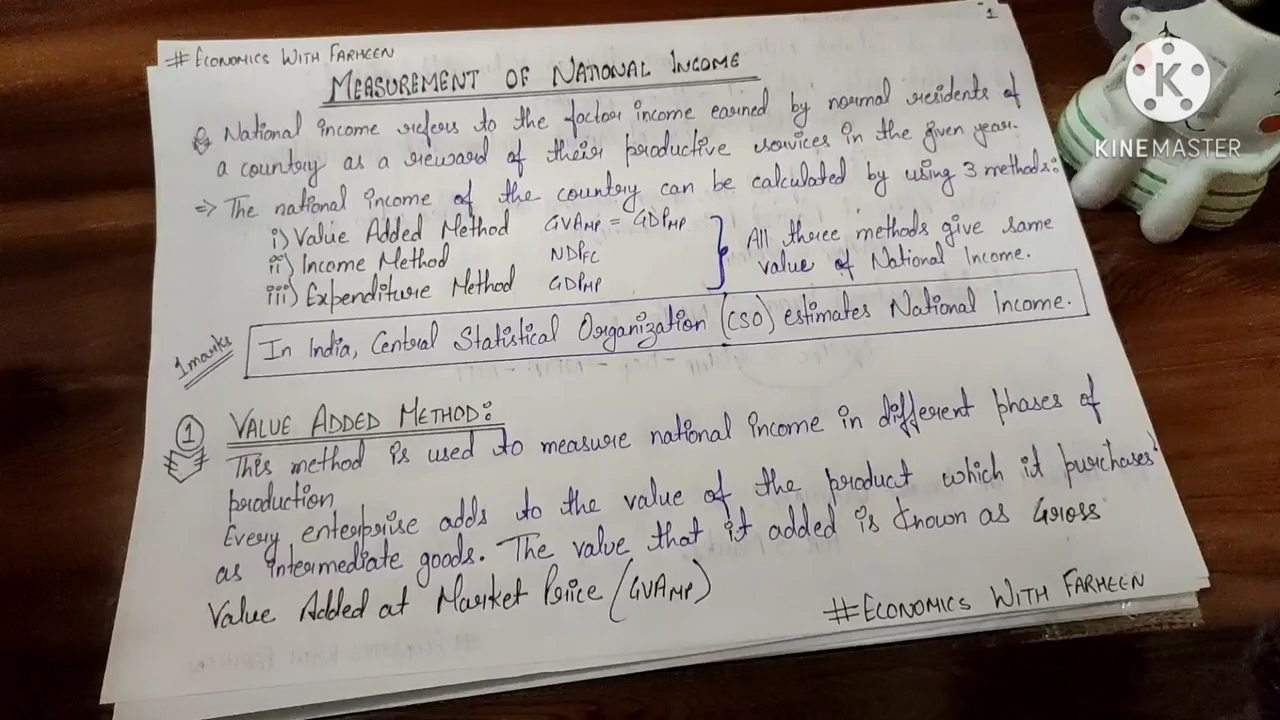 1
# ECONOMICS WITH FARHEEN
MEASUREMENT OF NATIONAL INCOME
National income refers to the factor income earned by normal residents of
a country as a reward of their productive services in the given year.
⇒ The national income of the country can be calculated by using 3 methods:
i) Value Added Method GVAMP = GDPMP
ii) Income Method NDPFC
iii) Expenditure Method GDPMP
All three methods give same
value of National Income.
1marks
In India, Central Statistical Organization (CSO) estimates National Income.
1 VALUE ADDED METHOD:
This method is used to measure national income in different phases of
production
Every enterprise adds to the value of the product which it purchases
as intermediate goods. The value that it added is known as Gross
Value Added at Market Price (GVAMP)
#ECONOMICS WITH FARHEEN
K
KINEMASTER